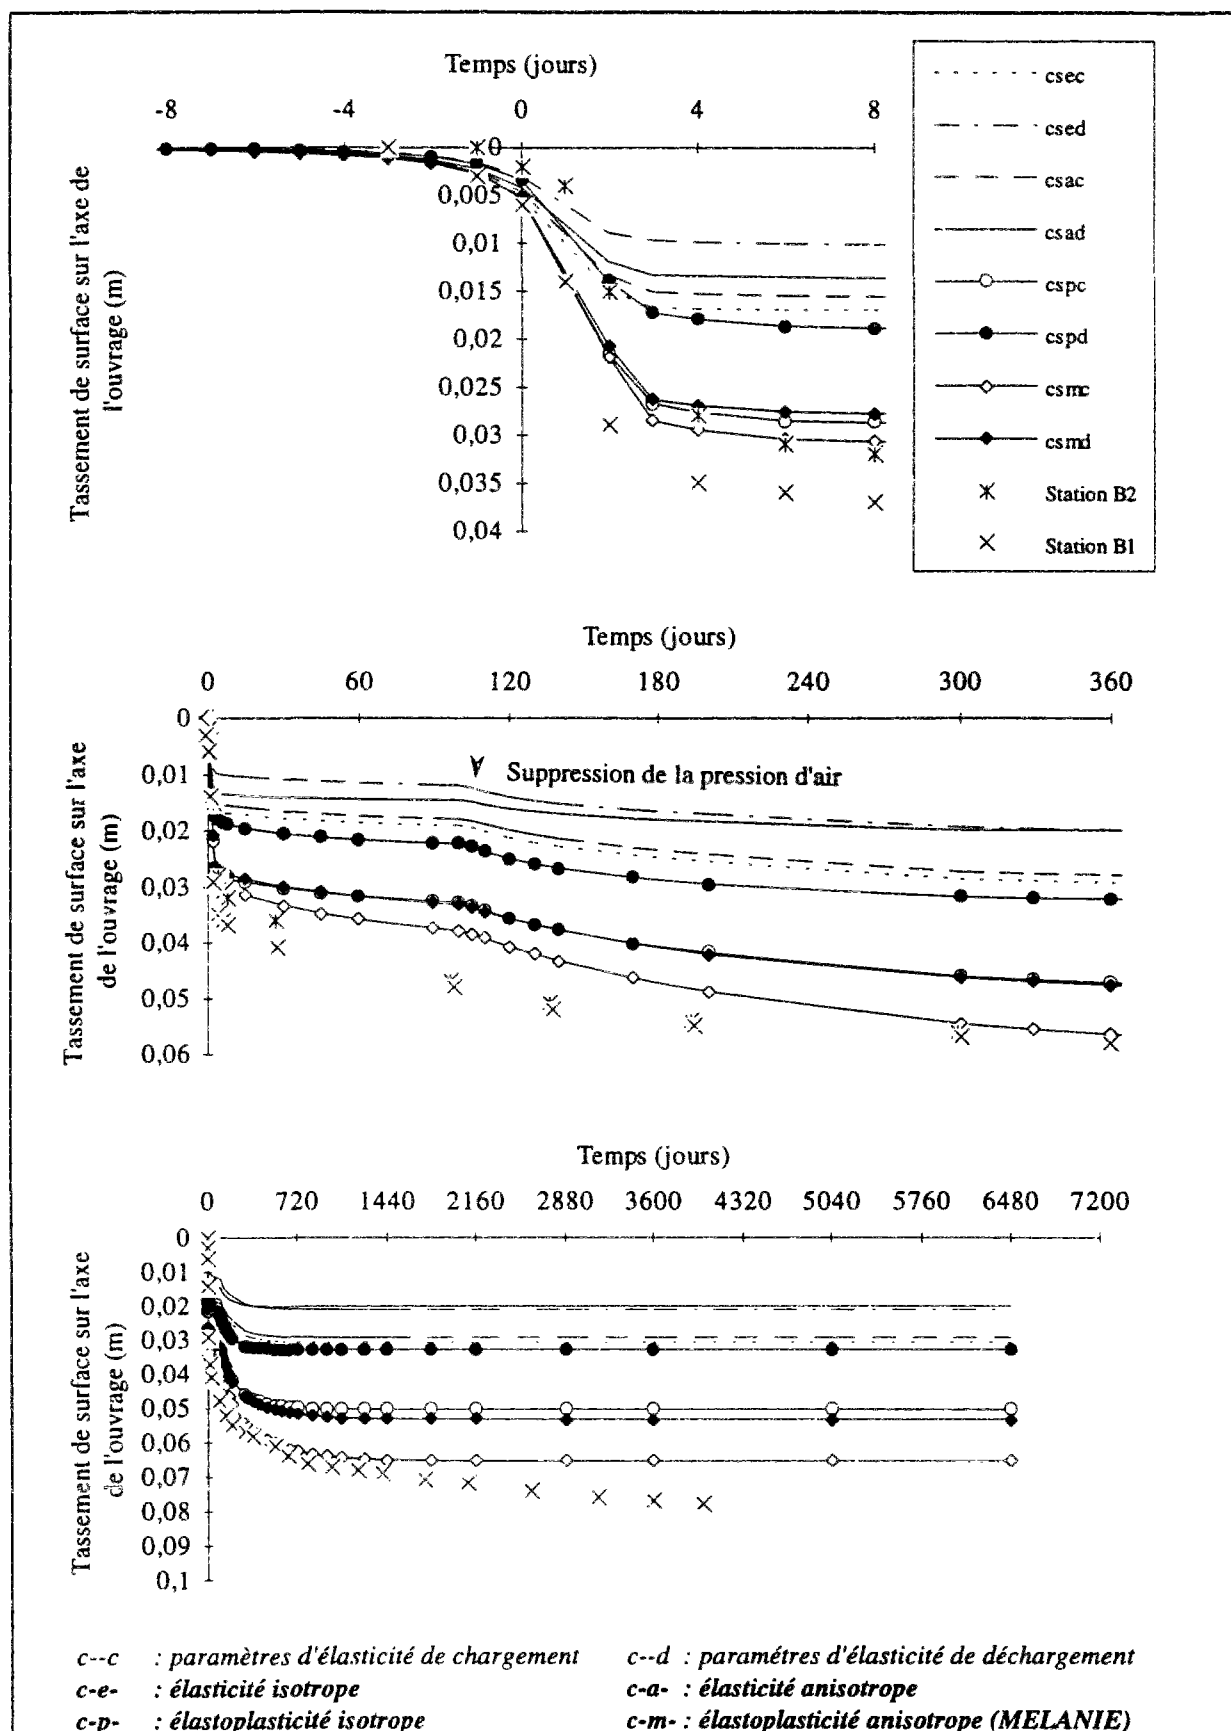 Temps (jours)
-8 -4 0 4 8
Tassement de surface sur l'axe de
l'ouvrage (m)
0
0,005
0,01
0,015
0,02
0,025
0,03
0,035
0,04
csec
csed
csac
csad
cspc
cspd
csmc
csmd
Station B2
Station B1
Temps (jours)
0 60 120 180 240 300 360
Tassement de surface sur l'axe
de l'ouvrage (m)
0
0,01
0,02
0,03
0,04
0,05
0,06
Suppression de la pression d'air
Temps (jours)
0 720 1440 2160 2880 3600 4320 5040 5760 6480 7200
Tassement de surface sur l'axe
de l'ouvrage (m)
0
0,01
0,02
0,03
0,04
0,05
0,06
0,07
0,08
0,09
0,1
c--c : paramètres d'élasticité de chargement
c--d : paramétres d'élasticité de déchargement
c-e- : élasticité isotrope
c-a- : élasticité anisotrope
c-p- : élastoplasticité isotrope
c-m- : élastoplasticité anisotrope (MELANIE)